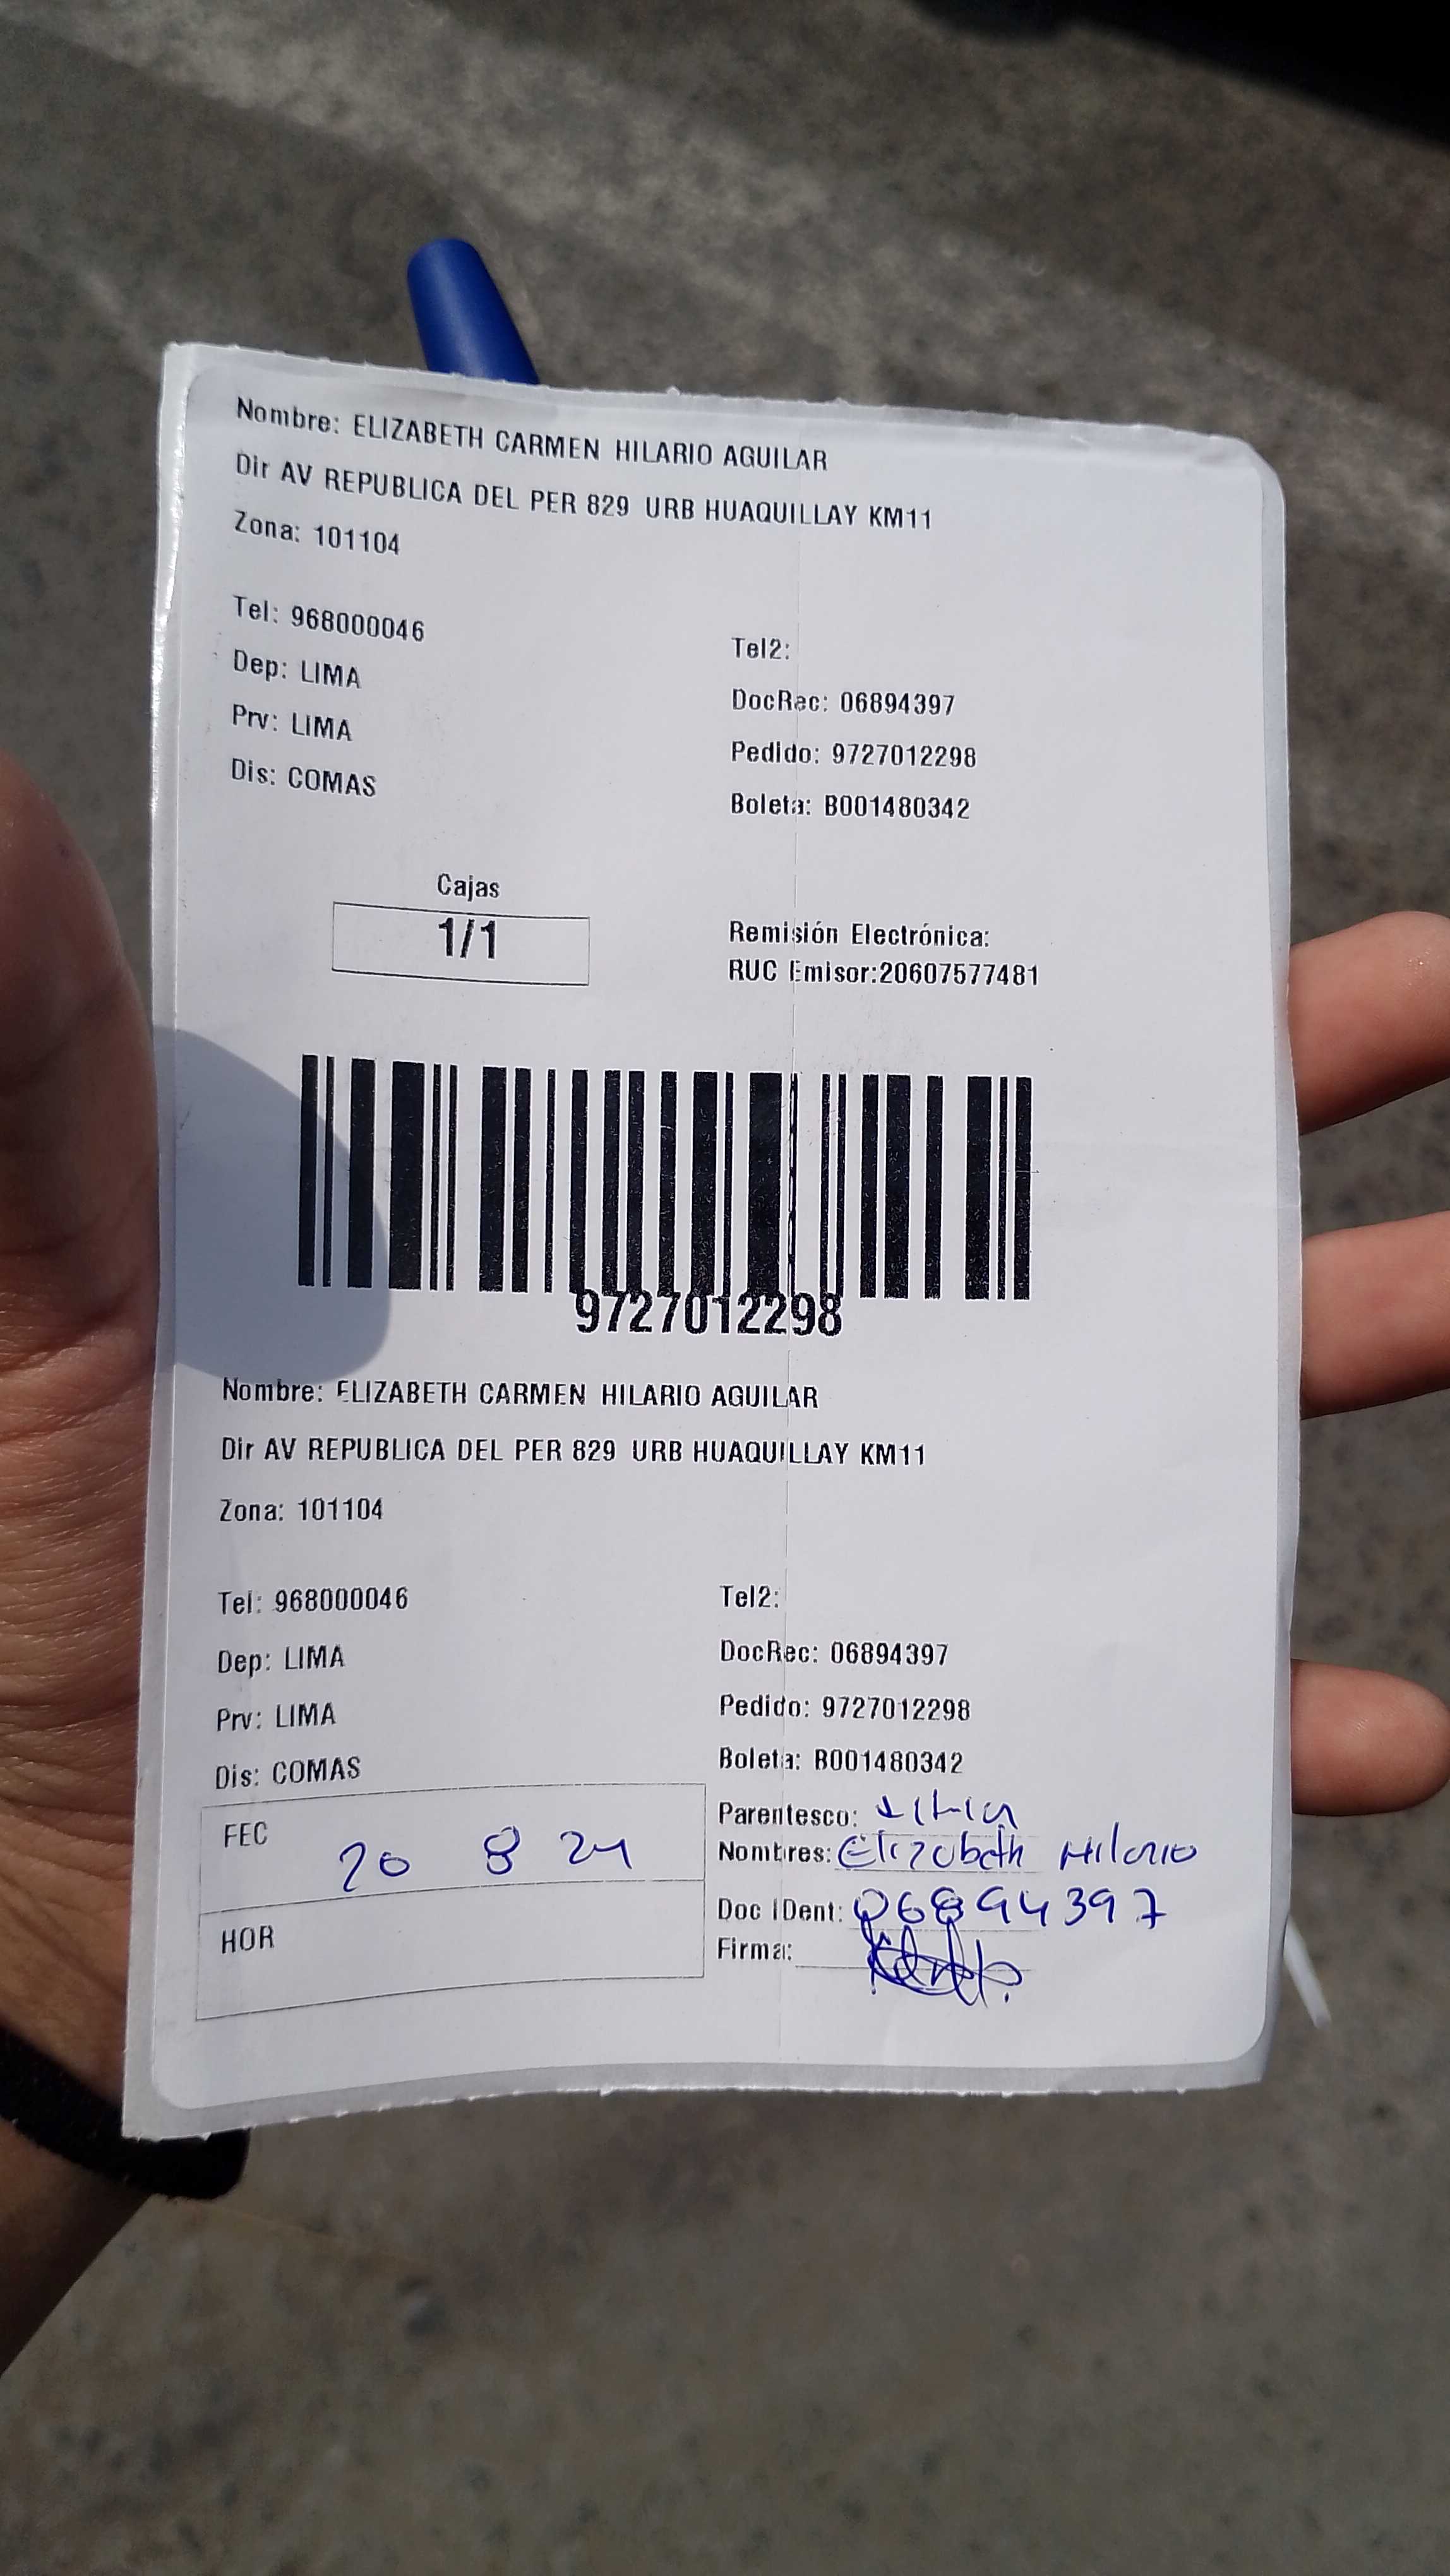 Nombre: ELIZABETH CARMEN HILARIO AGUILAR
Dir AV REPUBLICA DEL PER 829 URB HUAQUILLAY KM11
Zona: 101104
Tel: 968000046
Tel2:
Dep: LIMA
DocRec: 06894397
Prv: LIMA
Pedido: 9727012298
Dis: COMAS
Boleta: B001480342
Cajas
1/1
Remisión Electrónica:
RUC Emisor:20607577481
9727012298
Nombre: ELIZABETH CARMEN HILARIO AGUILAR
Dir AV REPUBLICA DEL PER 829 URB HUAQUILLAY KM11
Zona: 101104
Tel: 968000046
Tel2:
Dep: LIMA
DocRec: 06894397
Prv: LIMA
Pedido: 9727012298
Dis: COMAS
Boleta: B001480342
FEC 20 8 24
HOR
Parentesco:
Nombres: Elizabeth Hilario
Doc IDent: 06894397
Firma: